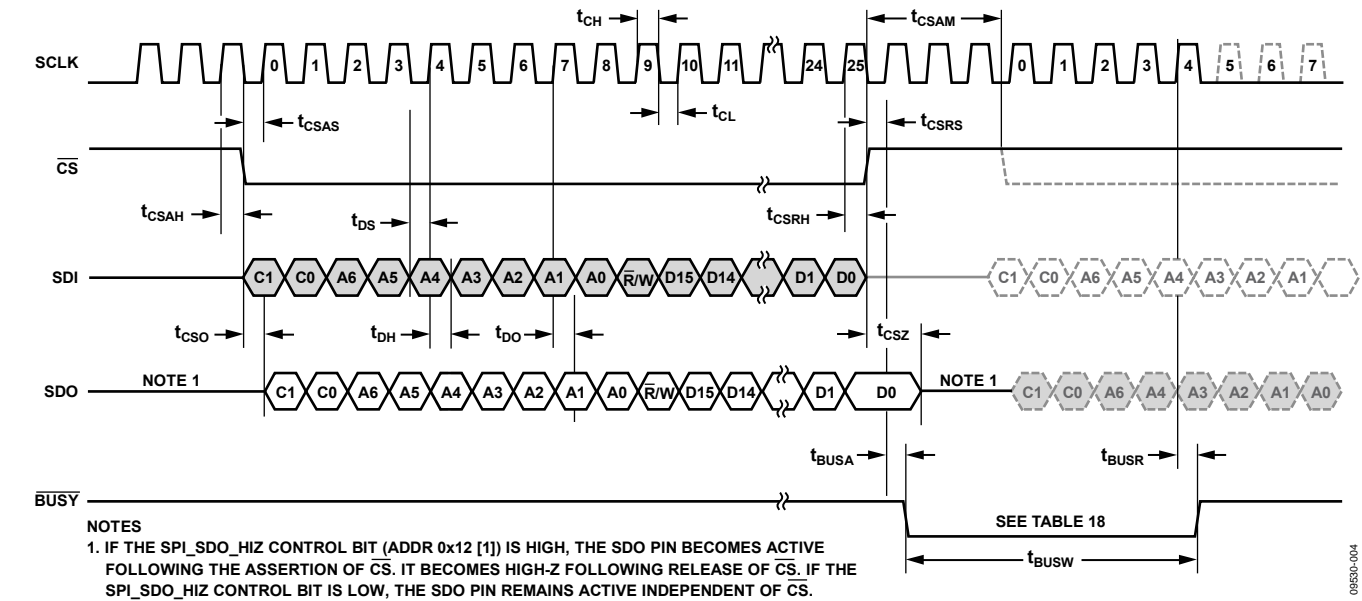 tCH
tCSAM
SCLK 0 1 2 3 4 5 6 7 8 9 10 11 24 25 0 1 2 3 4 5 6 7
tCSAS
tCL
tCSRS
CS
tCSAH
tDS
tCSRH
SDI C1 C0 A6 A5 A4 A3 A2 A1 A0 R/W D15 D14 D1 D0 C1 C0 A6 A5 A4 A3 A2 A1
tCSO
tDH
tDO
tCSZ
SDO NOTE 1 C1 C0 A6 A5 A4 A3 A2 A1 A0 R/W D15 D14 D1 D0 NOTE 1 C1 C0 A6 A4 A3 A2 A1 A0
tBUSA
tBUSR
BUSY
SEE TABLE 18
tBUSW
NOTES
1. IF THE SPI_SDO_HIZ CONTROL BIT (ADDR 0x12 [1]) IS HIGH, THE SDO PIN BECOMES ACTIVE
FOLLOWING THE ASSERTION OF CS. IT BECOMES HIGH-Z FOLLOWING RELEASE OF CS. IF THE
SPI_SDO_HIZ CONTROL BIT IS LOW, THE SDO PIN REMAINS ACTIVE INDEPENDENT OF CS.
09530-004